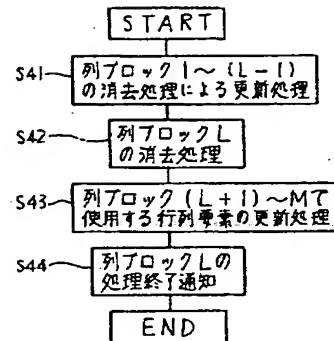 START
S41
列ブロック1〜(L-1)
の消去処理による更新処理
S42
列ブロックL
の消去処理
S43
列ブロック(L+1)〜Mで
使用する行列要素の更新処理
S44
列ブロックLの
処理終了通知
END